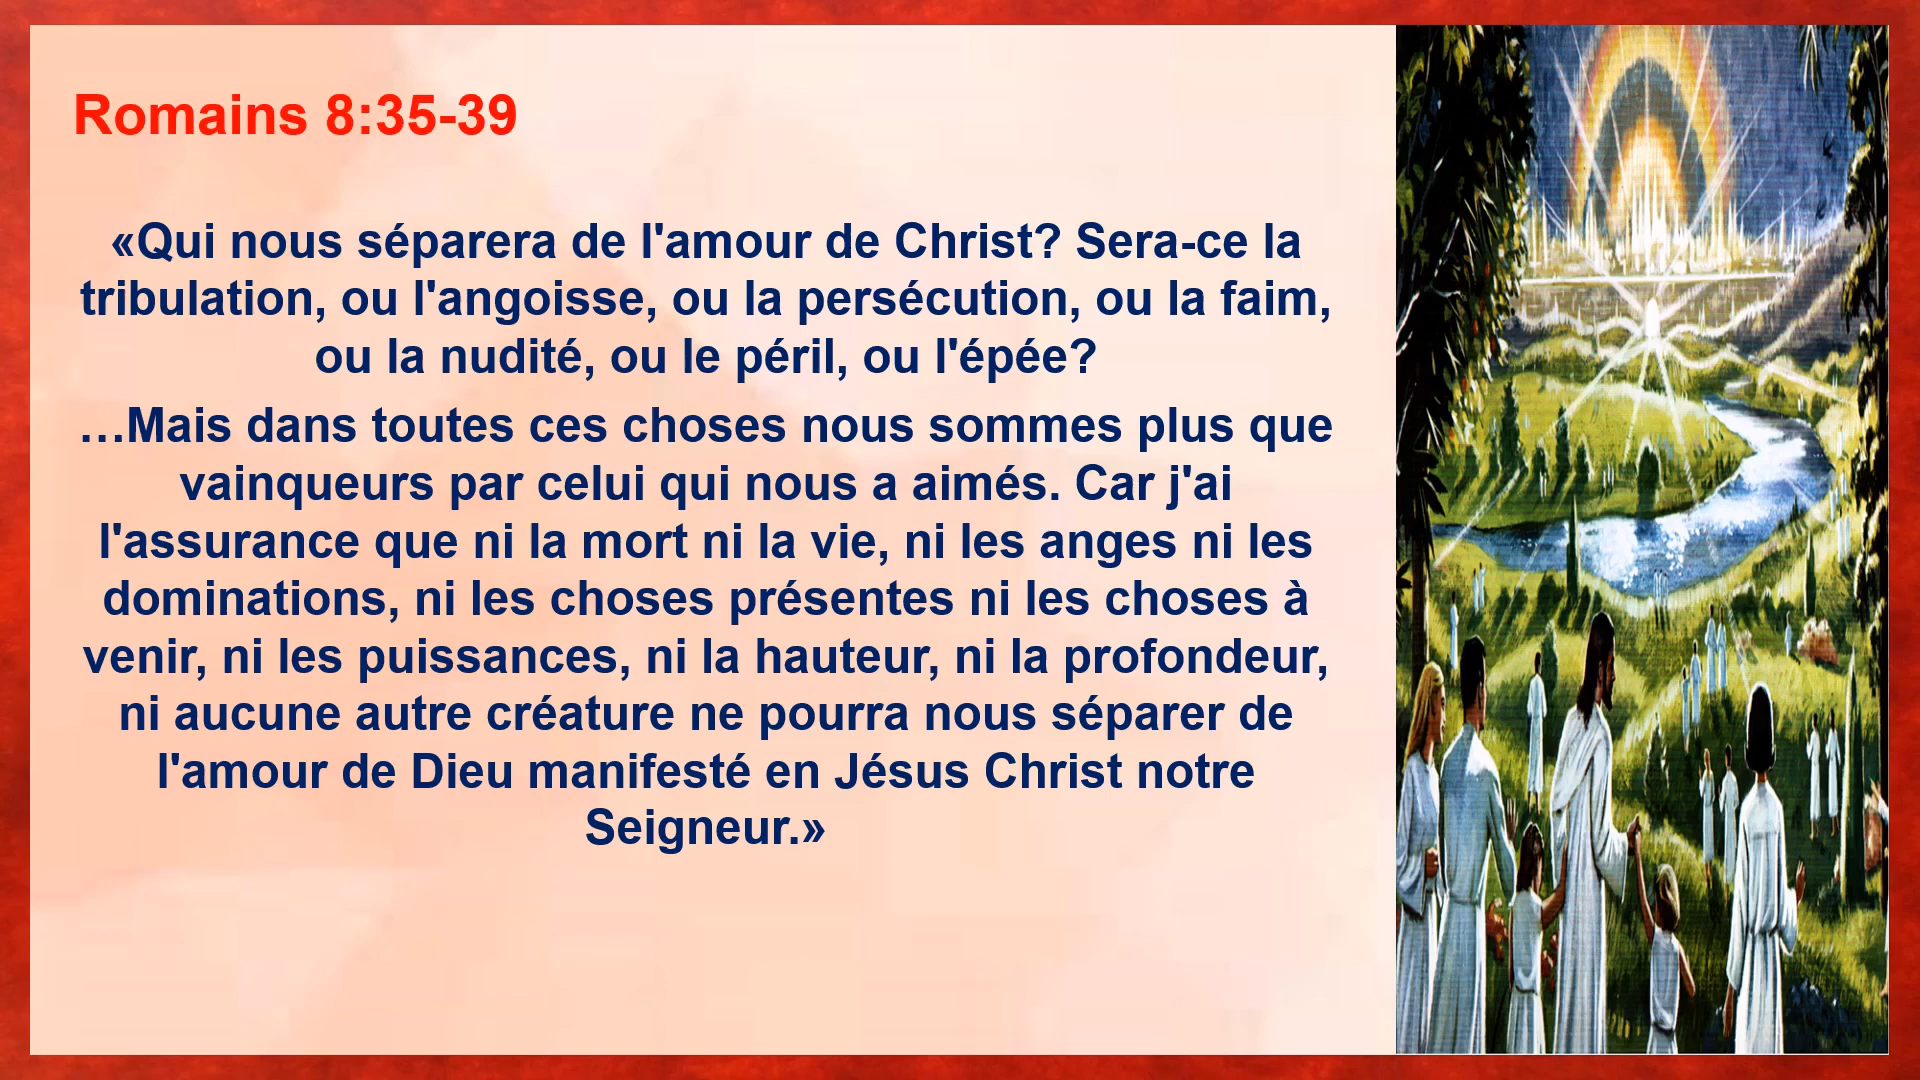 Romains 8:35-39
«Qui nous séparera de l'amour de Christ? Sera-ce la
tribulation, ou l'angoisse, ou la persécution, ou la faim,
ou la nudité, ou le péril, ou l'épée?
…Mais dans toutes ces choses nous sommes plus que
vainqueurs par celui qui nous a aimés. Car j'ai
l'assurance que ni la mort ni la vie, ni les anges ni les
dominations, ni les choses présentes ni les choses à
venir, ni les puissances, ni la hauteur, ni la profondeur,
ni aucune autre créature ne pourra nous séparer de
l'amour de Dieu manifesté en Jésus Christ notre
Seigneur.»